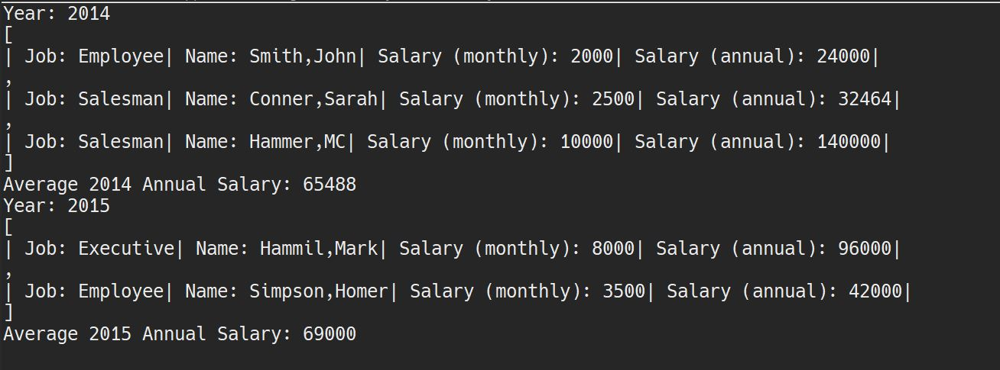 Year: 2014
[
| Job: Employee| Name: Smith,John| Salary (monthly): 2000| Salary (annual): 24000|
,
| Job: Salesman| Name: Conner,Sarah| Salary (monthly): 2500| Salary (annual): 32464|
,
| Job: Salesman| Name: Hammer,MC| Salary (monthly): 10000| Salary (annual): 140000|
]
Average 2014 Annual Salary: 65488
Year: 2015
[
| Job: Executive| Name: Hammil,Mark| Salary (monthly): 8000| Salary (annual): 96000|
,
| Job: Employee| Name: Simpson,Homer| Salary (monthly): 3500| Salary (annual): 42000|
]
Average 2015 Annual Salary: 69000